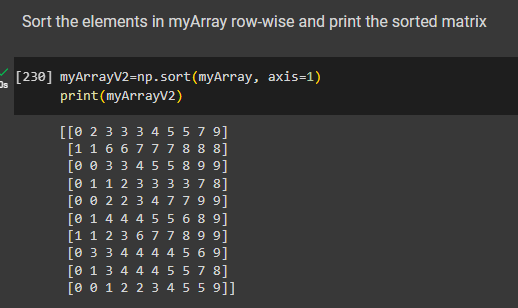 Sort the elements in myArray row-wise and print the sorted matrix
[230] myArrayV2=np.sort(myArray, axis=1)
0s
print(myArrayV2)
[[0 2 3 3 3 4 5 5 7 9]
[1 1 6 6 7 7 7 8 8 8]
[0 0 3 3 4 5 5 8 9 9]
[0 1 1 2 3 3 3 3 7 8]
[0 0 2 2 3 4 7 7 9 9]
[0 1 4 4 4 5 5 6 8 9]
[1 1 2 3 6 7 7 8 9 9]
[0 3 3 4 4 4 4 5 6 9]
[0 1 3 4 4 4 5 5 7 8]
[0 0 1 2 2 3 4 5 5 9]]